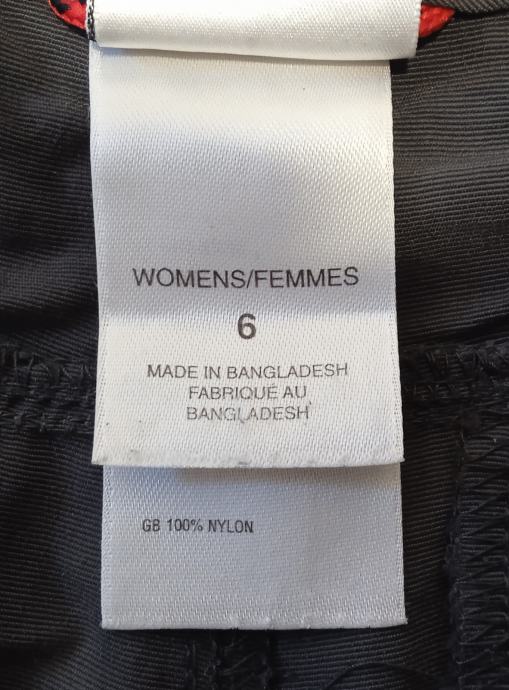 WOMENS/FEMMES
6
MADE IN BANGLADESH
FABRIQUÉ AU
BANGLADESH
GB 100% NYLON